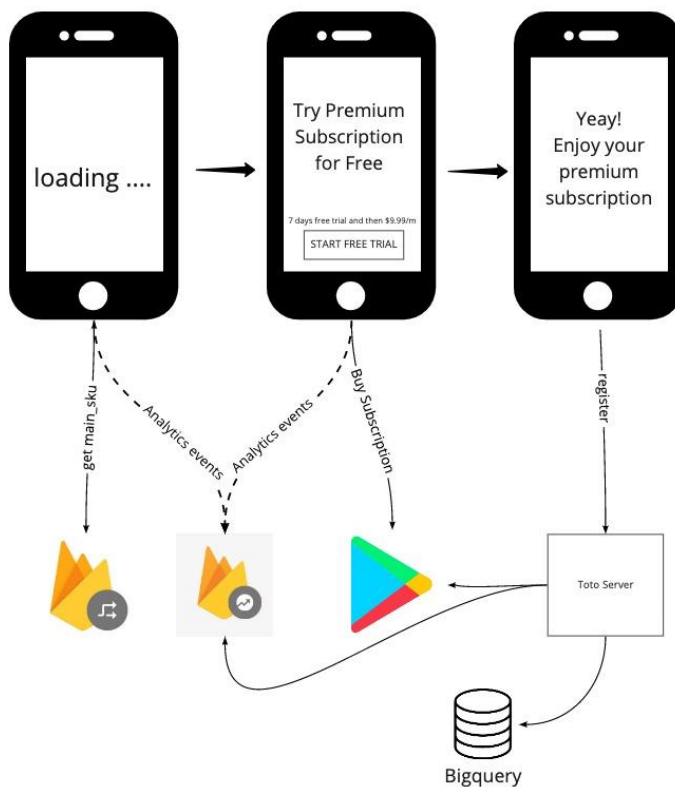 loading ....
Try Premium
Subscription
for Free
7 days free trial and then $9.99/m
START FREE TRIAL
Yeay!
Enjoy your
premium
subscription
get main_sku
Analytics events
Analytics events
Buy Subscription
register
Toto Server
Bigquery